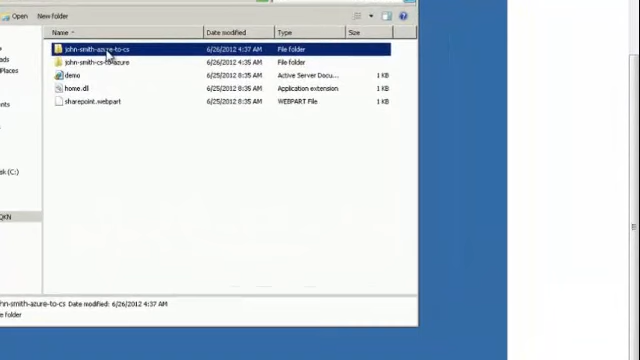 Open New folder
Name Date modified Type Size
john-smith-azure-to-cs 6/26/2012 4:37 AM File folder
john-smith-cs-to-azure 6/26/2012 4:35 AM File folder
demo 6/25/2012 8:35 AM Active Server Docu... 1 KB
home.dll 6/25/2012 8:35 AM Application extension 1 KB
sharepoint.webpart 6/25/2012 8:35 AM WEBPART File 1 KB
ads
Places
nts
sk (C:)
QKN
hn-smith-azure-to-cs Date modified: 6/26/2012 4:37 AM
le folder